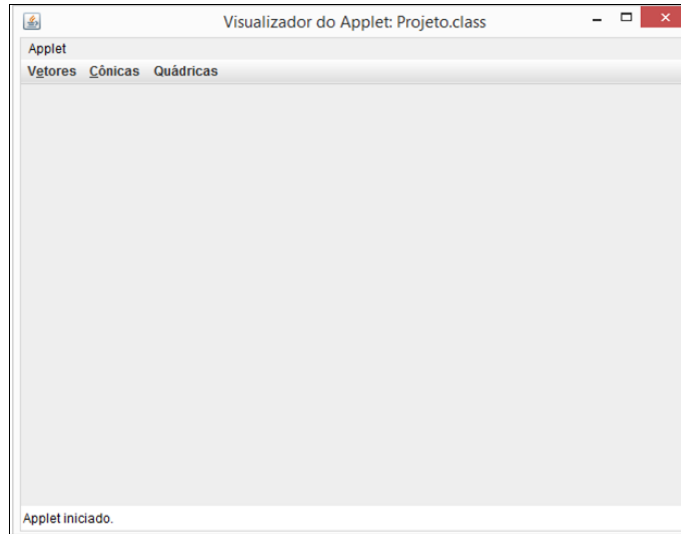 Visualizador do Applet: Projeto.class
Applet
Vetores Cônicas Quádricas
Applet iniciado.